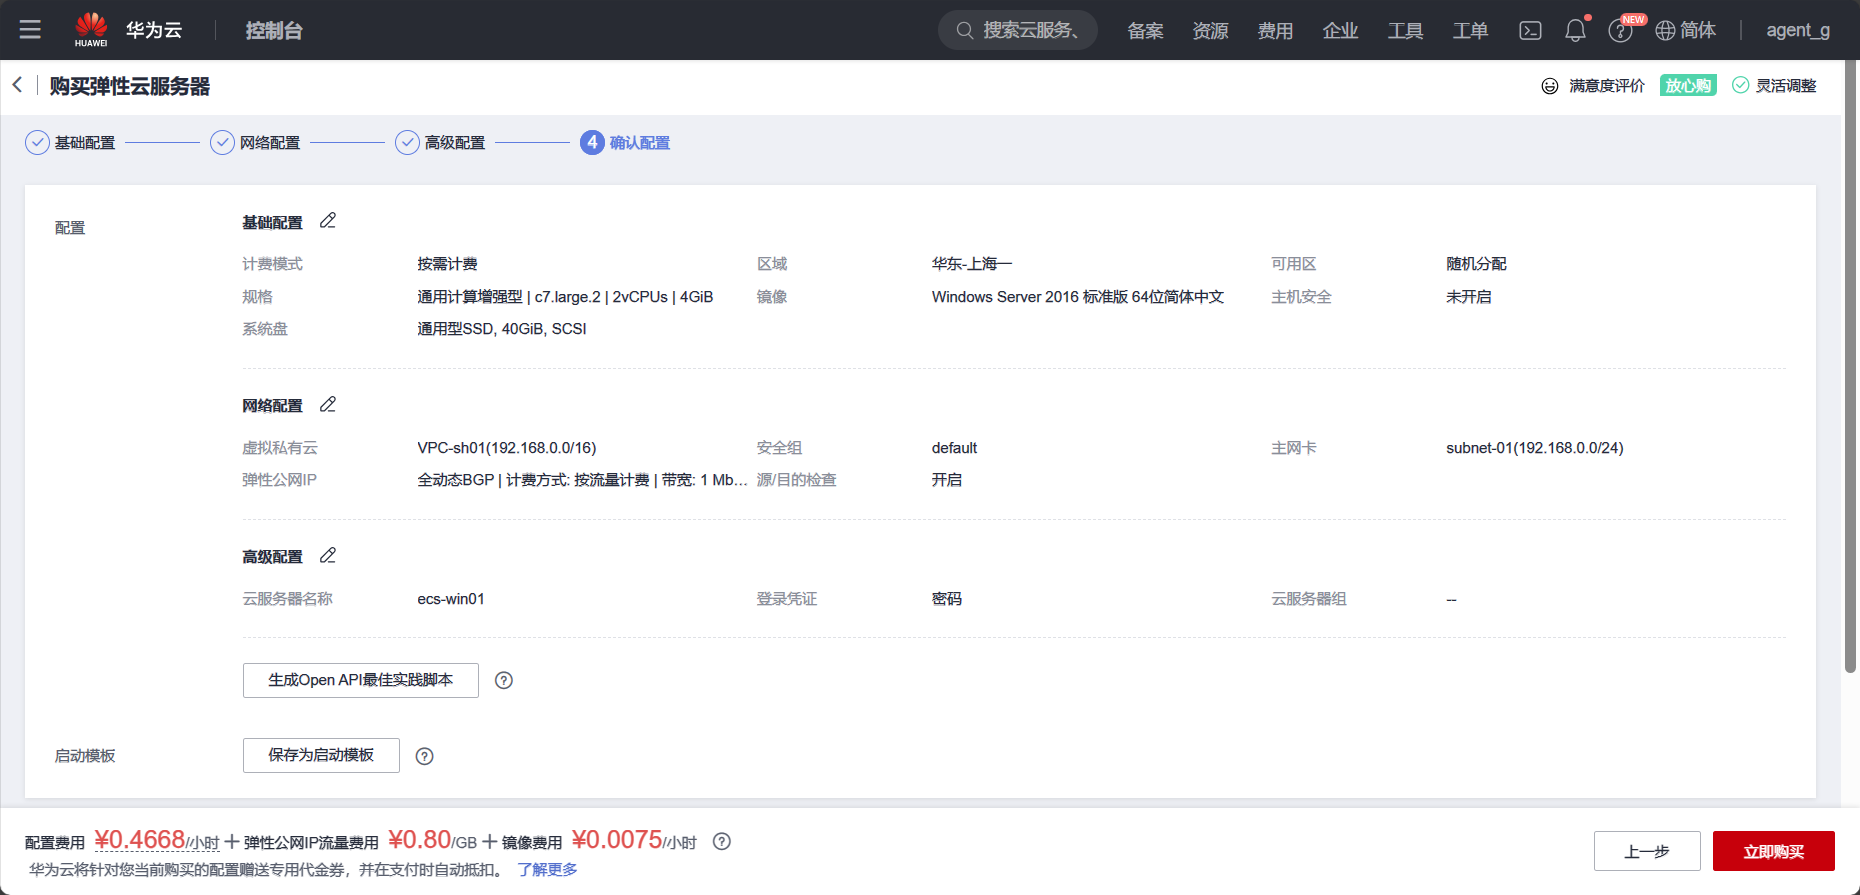 HUAWEI
华为云
控制台
搜索云服务、
备案
资源
费用
企业
工具
工单
NEW
简体
agent_g
购买弹性云服务器
满意度评价
放心购
灵活调整
基础配置
网络配置
高级配置
4 确认配置
配置
基础配置
计费模式 按需计费 区域 华东-上海一 可用区 随机分配
规格 通用计算增强型 | c7.large.2 | 2vCPUs | 4GiB 镜像 Windows Server 2016 标准版 64位简体中文 主机安全 未开启
系统盘 通用型SSD, 40GiB, SCSI
网络配置
虚拟私有云 VPC-sh01(192.168.0.0/16) 安全组 default 主网卡 subnet-01(192.168.0.0/24)
弹性公网IP 全动态BGP | 计费方式: 按流量计费 | 带宽: 1 Mb... 源/目的检查 开启
高级配置
云服务器名称 ecs-win01 登录凭证 密码 云服务器组 --
生成Open API最佳实践脚本
启动模板 保存为启动模板
配置费用 ¥0.4668/小时 + 弹性公网IP流量费用 ¥0.80/GB + 镜像费用 ¥0.0075/小时
华为云将针对您当前购买的配置赠送专用代金券，并在支付时自动抵扣。 了解更多
上一步
立即购买